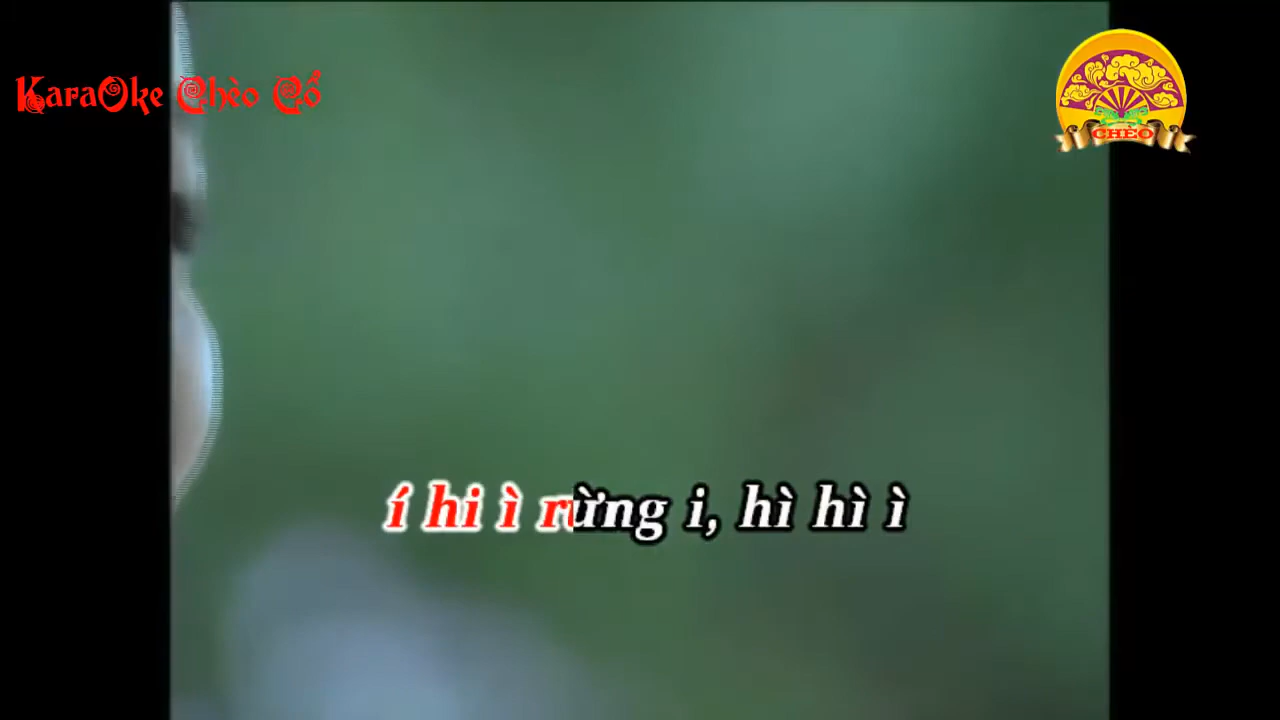 KaraOke Chèo Cổ
CHÈO
í hi ì rừng i, hì hì ì